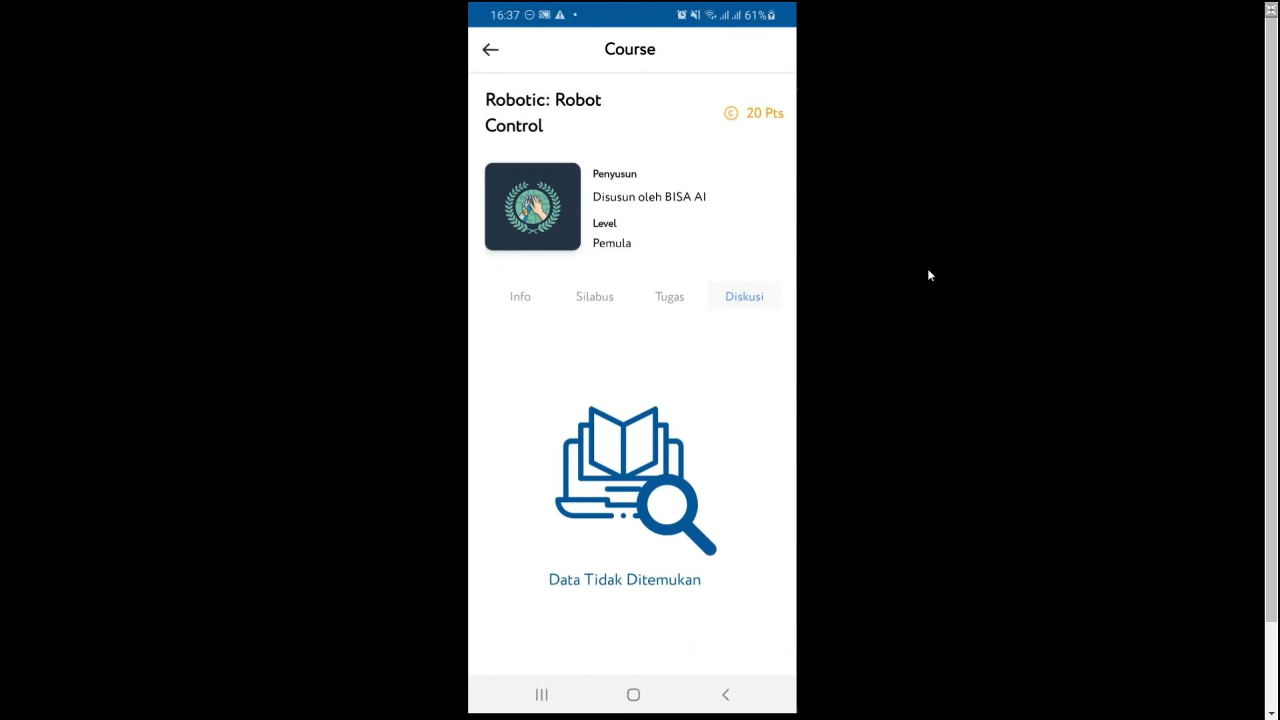 16:37 61%
Course
Robotic: Robot
Control
20 Pts
Penyusun
Disusun oleh BISA AI
Level
Pemula
Info Silabus Tugas Diskusi
Data Tidak Ditemukan